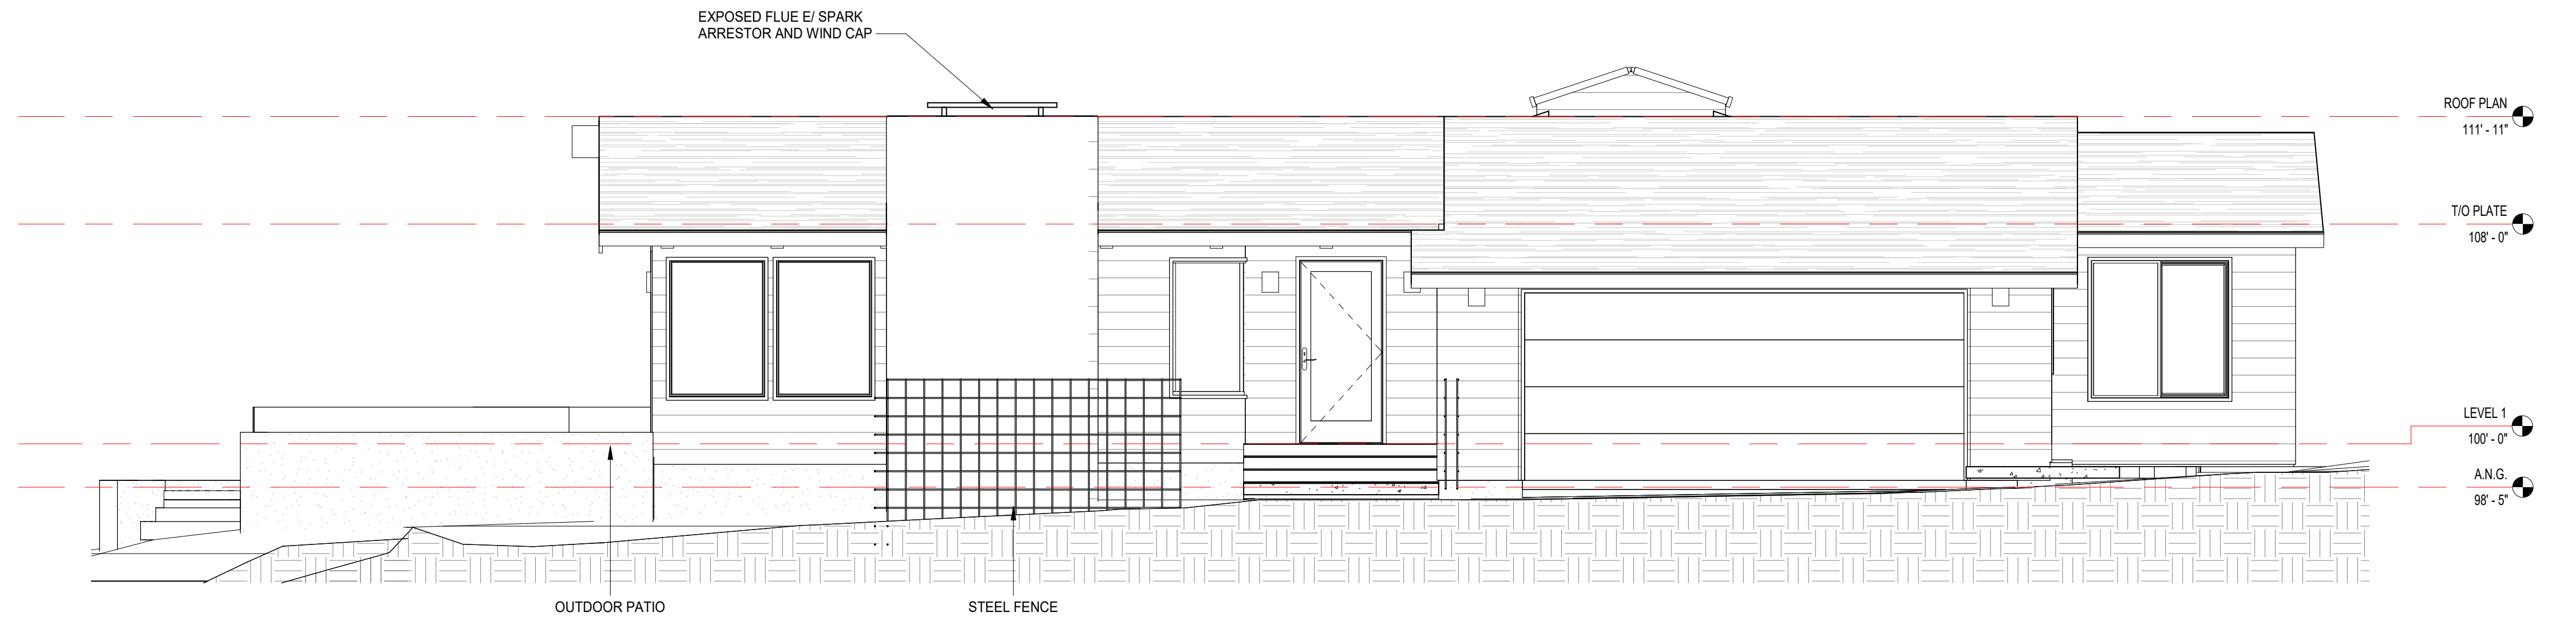 EXPOSED FLUE E/ SPARK
ARRESTOR AND WIND CAP
ROOF PLAN
111' - 11"
T/O PLATE
108' - 0"
LEVEL 1
100' - 0"
A.N.G.
98' - 5"
OUTDOOR PATIO
STEEL FENCE